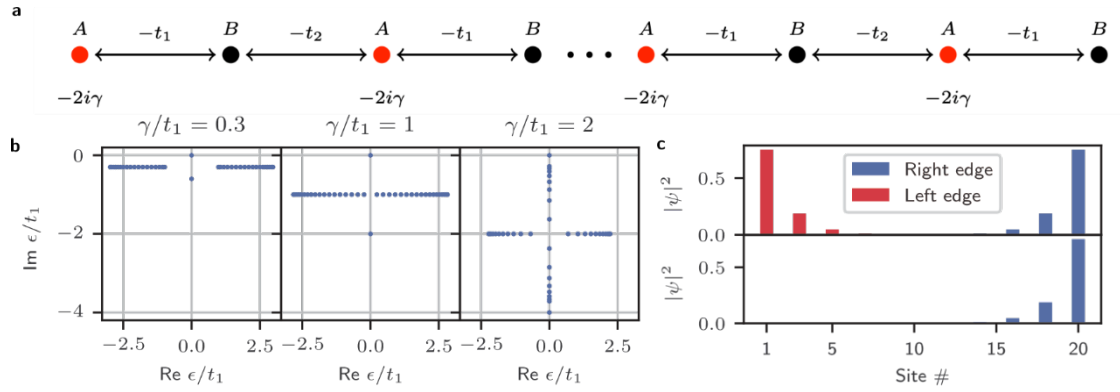 a
A −t₁ B −t₂ A −t₁ B A −t₁ B −t₂ A −t₁ B
−2iγ −2iγ −2iγ −2iγ
b
γ/t₁ = 0.3 γ/t₁ = 1 γ/t₁ = 2
Im ϵ/t₁
0
−2
−4
−2.5 0.0 2.5 −2.5 0.0 2.5 −2.5 0.0 2.5
Re ϵ/t₁ Re ϵ/t₁ Re ϵ/t₁
c
|ψ|²
0.5
0.0
Right edge
Left edge
|ψ|²
0.5
0.0
1 5 10 15 20
Site #